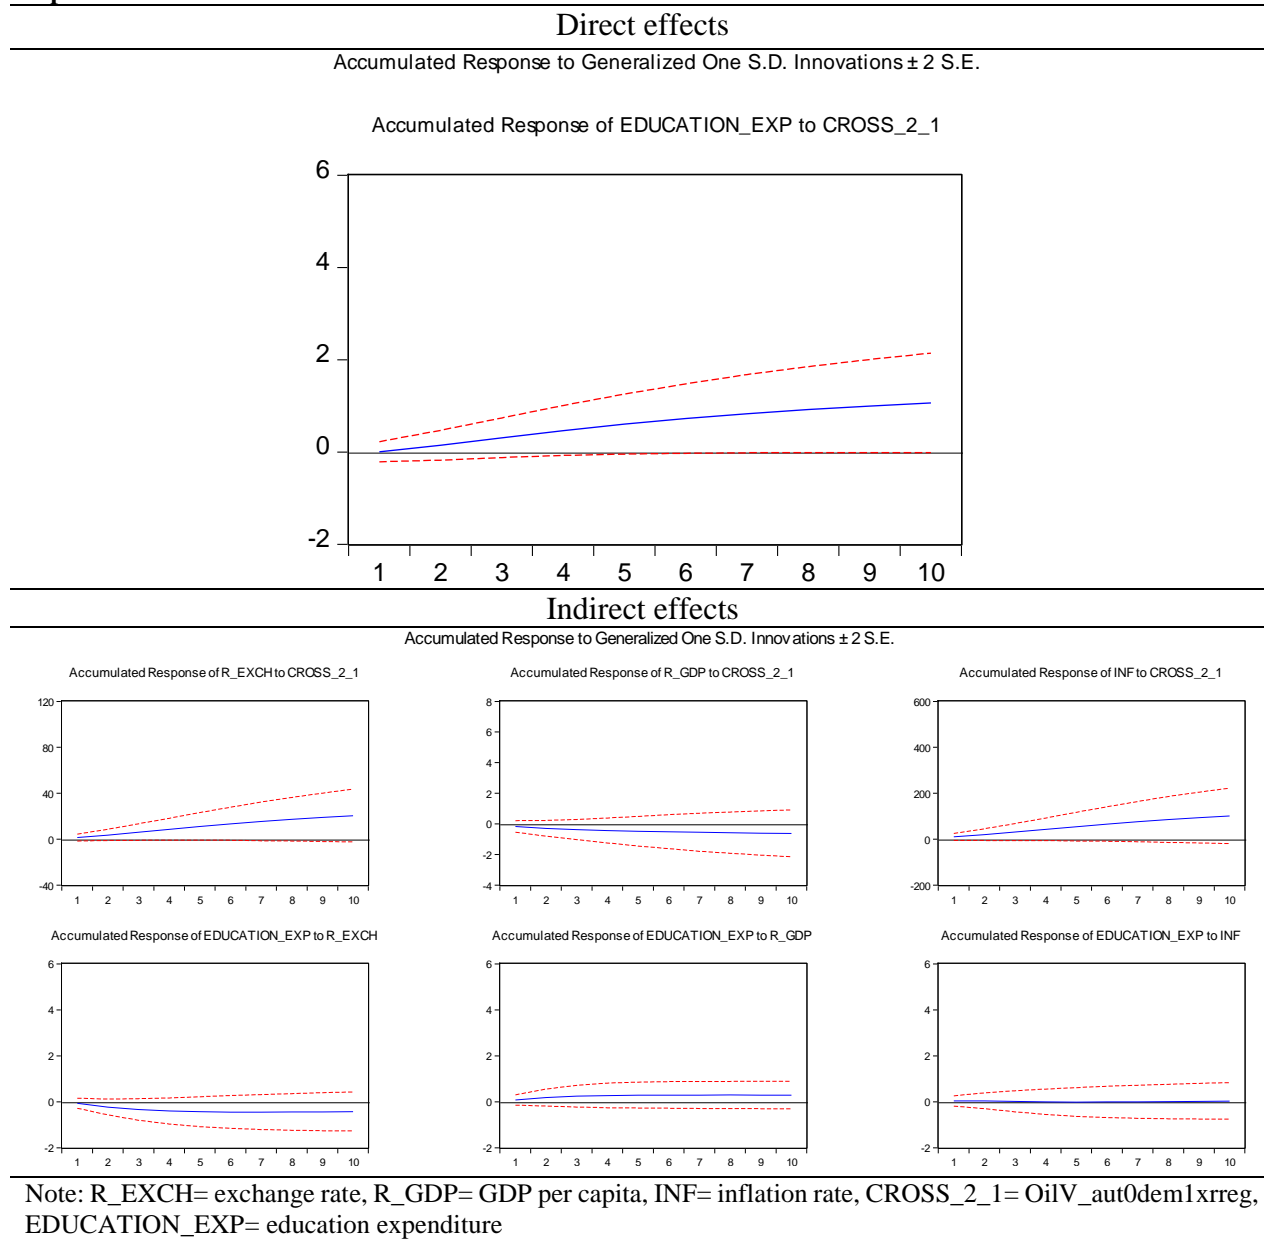 Direct effects
Accumulated Response to Generalized One S.D. Innovations ± 2 S.E.
Accumulated Response of EDUCATION_EXP to CROSS_2_1
6
4
2
0
-2
1 2 3 4 5 6 7 8 9 10
Indirect effects
Accumulated Response to Generalized One S.D. Innovations ± 2 S.E.
Accumulated Response of R_EXCH to CROSS_2_1
120
80
40
0
-40
1 2 3 4 5 6 7 8 9 10
Accumulated Response of R_GDP to CROSS_2_1
8
6
4
2
0
-2
-4
1 2 3 4 5 6 7 8 9 10
Accumulated Response of INF to CROSS_2_1
600
400
200
0
-200
1 2 3 4 5 6 7 8 9 10
Accumulated Response of EDUCATION_EXP to R_EXCH
6
4
2
0
-2
1 2 3 4 5 6 7 8 9 10
Accumulated Response of EDUCATION_EXP to R_GDP
6
4
2
0
-2
1 2 3 4 5 6 7 8 9 10
Accumulated Response of EDUCATION_EXP to INF
6
4
2
0
-2
1 2 3 4 5 6 7 8 9 10
Note: R_EXCH= exchange rate, R_GDP= GDP per capita, INF= inflation rate, CROSS_2_1= OilV_aut0dem1xrreg,
EDUCATION_EXP= education expenditure